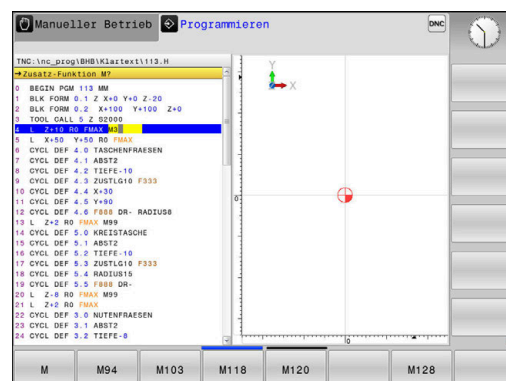 Manueller Betrieb
Programmieren
DNC
TNC:\nc_prog\BHB\Klartext\113.H
→Zusatz-Funktion M?
0 BEGIN PGM 113 MM
1 BLK FORM 0.1 Z X+0 Y+0 Z-20
2 BLK FORM 0.2 X+100 Y+100 Z+0
3 TOOL CALL 5 Z S2000
4 L Z+10 R0 FMAX M3
5 L X+50 Y+50 R0 FMAX
6 CYCL DEF 4.0 TASCHENFRAESEN
7 CYCL DEF 4.1 ABST2
8 CYCL DEF 4.2 TIEFE-10
9 CYCL DEF 4.3 ZUSTLG10 F333
10 CYCL DEF 4.4 X+30
11 CYCL DEF 4.5 Y+90
12 CYCL DEF 4.6 F888 DR- RADIUS8
13 L Z+2 R0 FMAX M99
14 CYCL DEF 5.0 KREISTASCHE
15 CYCL DEF 5.1 ABST2
16 CYCL DEF 5.2 TIEFE-10
17 CYCL DEF 5.3 ZUSTLG10 F333
18 CYCL DEF 5.4 RADIUS15
19 CYCL DEF 5.5 F888 DR-
20 L Z-8 R0 FMAX M99
21 L Z+2 R0 FMAX
22 CYCL DEF 3.0 NUTENFRAESEN
23 CYCL DEF 3.1 ABST2
24 CYCL DEF 3.2 TIEFE-8
Y
X
0
0
M M94 M103 M118 M120 M128